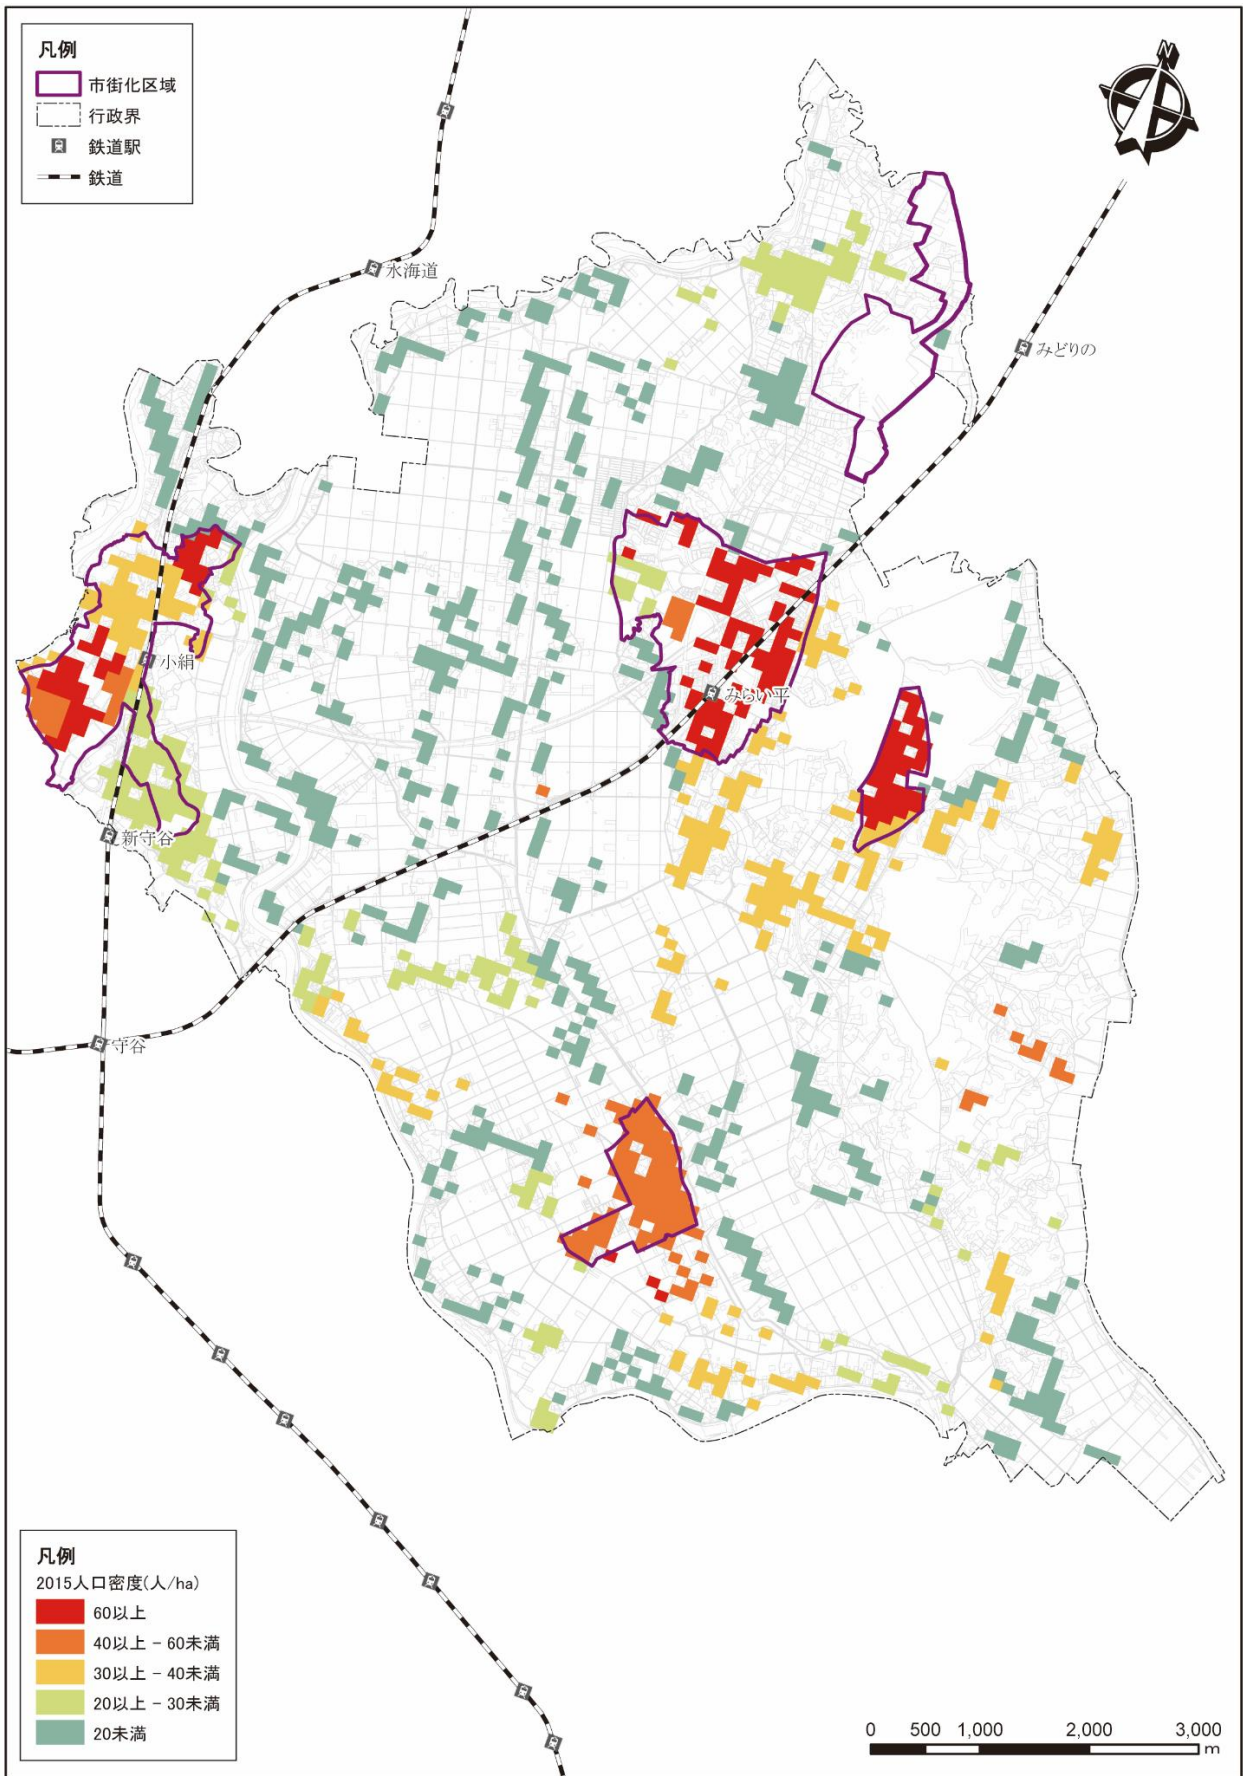 凡例
市街化区域
行政界
鉄道駅
鉄道
N
水海道
みどりの
小絹
みらい平
新守谷
守谷
凡例
2015人口密度(人/ha)
60以上
40以上 - 60未満
30以上 - 40未満
20以上 - 30未満
20未満
0 500 1,000 2,000 3,000
m